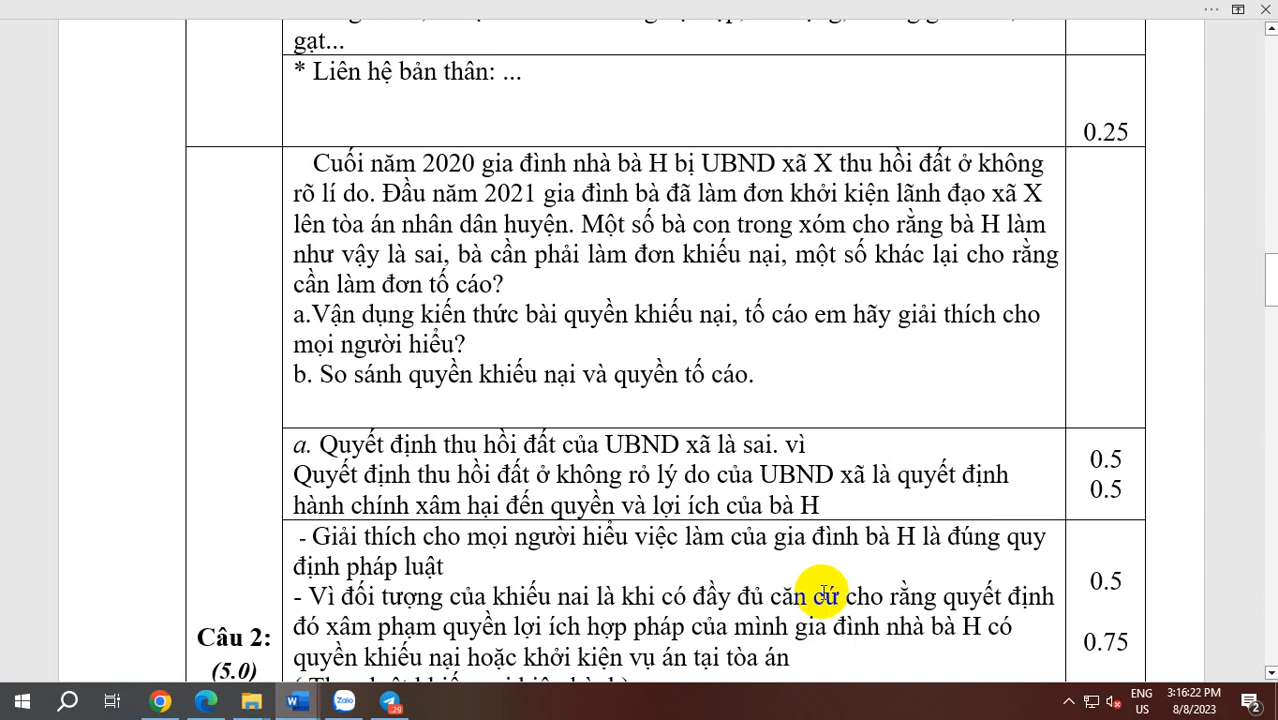 gạt...
* Liên hệ bản thân: ...
0.25
Cuối năm 2020 gia đình nhà bà H bị UBND xã X thu hồi đất ở không
rõ lí do. Đầu năm 2021 gia đình bà đã làm đơn khởi kiện lãnh đạo xã X
lên tòa án nhân dân huyện. Một số bà con trong xóm cho rằng bà H làm
như vậy là sai, bà cần phải làm đơn khiếu nại, một số khác lại cho rằng
cần làm đơn tố cáo?
a.Vận dụng kiến thức bài quyền khiếu nại, tố cáo em hãy giải thích cho
mọi người hiểu?
b. So sánh quyền khiếu nại và quyền tố cáo.
a. Quyết định thu hồi đất của UBND xã là sai. vì
Quyết định thu hồi đất ở không rỏ lý do của UBND xã là quyết định
hành chính xâm hại đến quyền và lợi ích của bà H
0.5
0.5
- Giải thích cho mọi người hiểu việc làm của gia đình bà H là đúng quy
định pháp luật
- Vì đối tượng của khiếu nai là khi có đầy đủ căn cứ cho rằng quyết định
đó xâm phạm quyền lợi ích hợp pháp của mình gia đình nhà bà H có
quyền khiếu nại hoặc khởi kiện vụ án tại tòa án
0.5
0.75
Câu 2:
(5.0)
Zalo
29
ENG
US
3:16:22 PM
8/8/2023
2